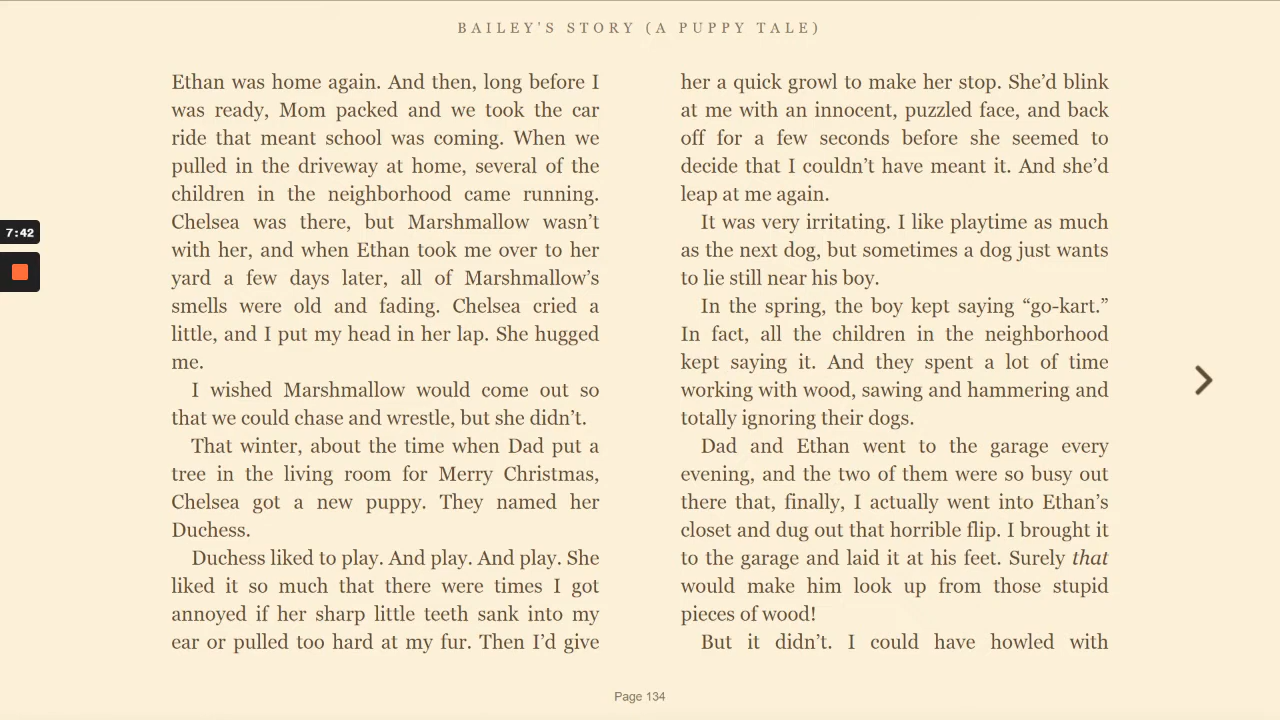 BAILEY'S STORY (A PUPPY TALE)
Ethan was home again. And then, long before I
was ready, Mom packed and we took the car
ride that meant school was coming. When we
pulled in the driveway at home, several of the
children in the neighborhood came running.
Chelsea was there, but Marshmallow wasn’t
with her, and when Ethan took me over to her
yard a few days later, all of Marshmallow’s
smells were old and fading. Chelsea cried a
little, and I put my head in her lap. She hugged
me.
I wished Marshmallow would come out so
that we could chase and wrestle, but she didn’t.
That winter, about the time when Dad put a
tree in the living room for Merry Christmas,
Chelsea got a new puppy. They named her
Duchess.
Duchess liked to play. And play. And play. She
liked it so much that there were times I got
annoyed if her sharp little teeth sank into my
ear or pulled too hard at my fur. Then I’d give
her a quick growl to make her stop. She’d blink
at me with an innocent, puzzled face, and back
off for a few seconds before she seemed to
decide that I couldn’t have meant it. And she’d
leap at me again.
It was very irritating. I like playtime as much
as the next dog, but sometimes a dog just wants
to lie still near his boy.
In the spring, the boy kept saying “go-kart.”
In fact, all the children in the neighborhood
kept saying it. And they spent a lot of time
working with wood, sawing and hammering and
totally ignoring their dogs.
Dad and Ethan went to the garage every
evening, and the two of them were so busy out
there that, finally, I actually went into Ethan’s
closet and dug out that horrible flip. I brought it
to the garage and laid it at his feet. Surely that
would make him look up from those stupid
pieces of wood!
But it didn’t. I could have howled with
7:42
Page 134